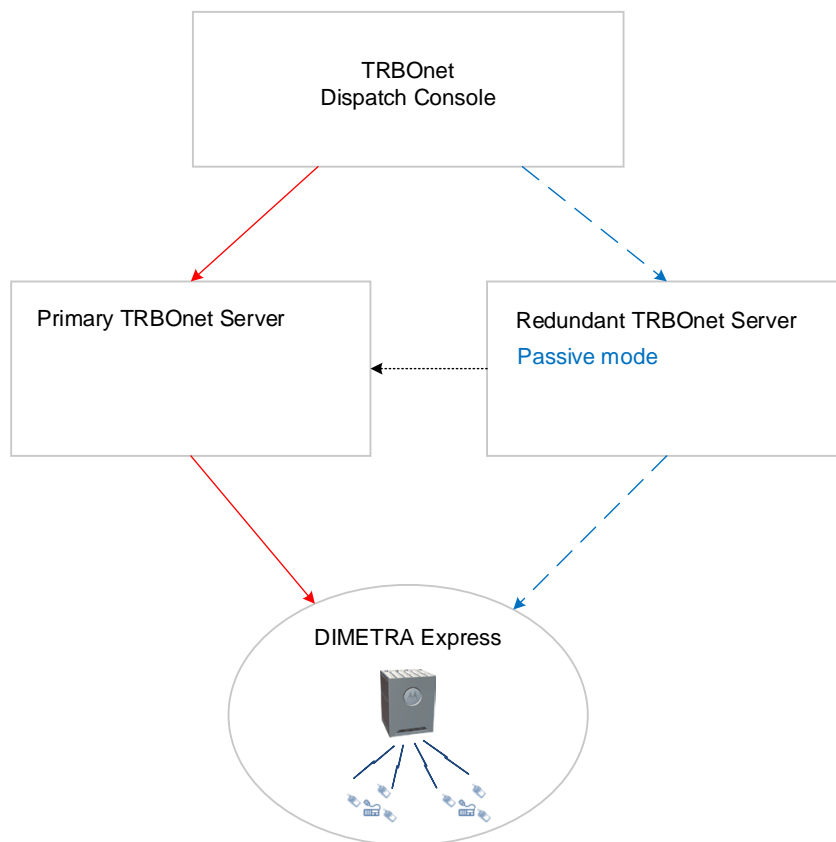 TRBOnet
Dispatch Console
Primary TRBOnet Server
Redundant TRBOnet Server
Passive mode
DIMETRA Express